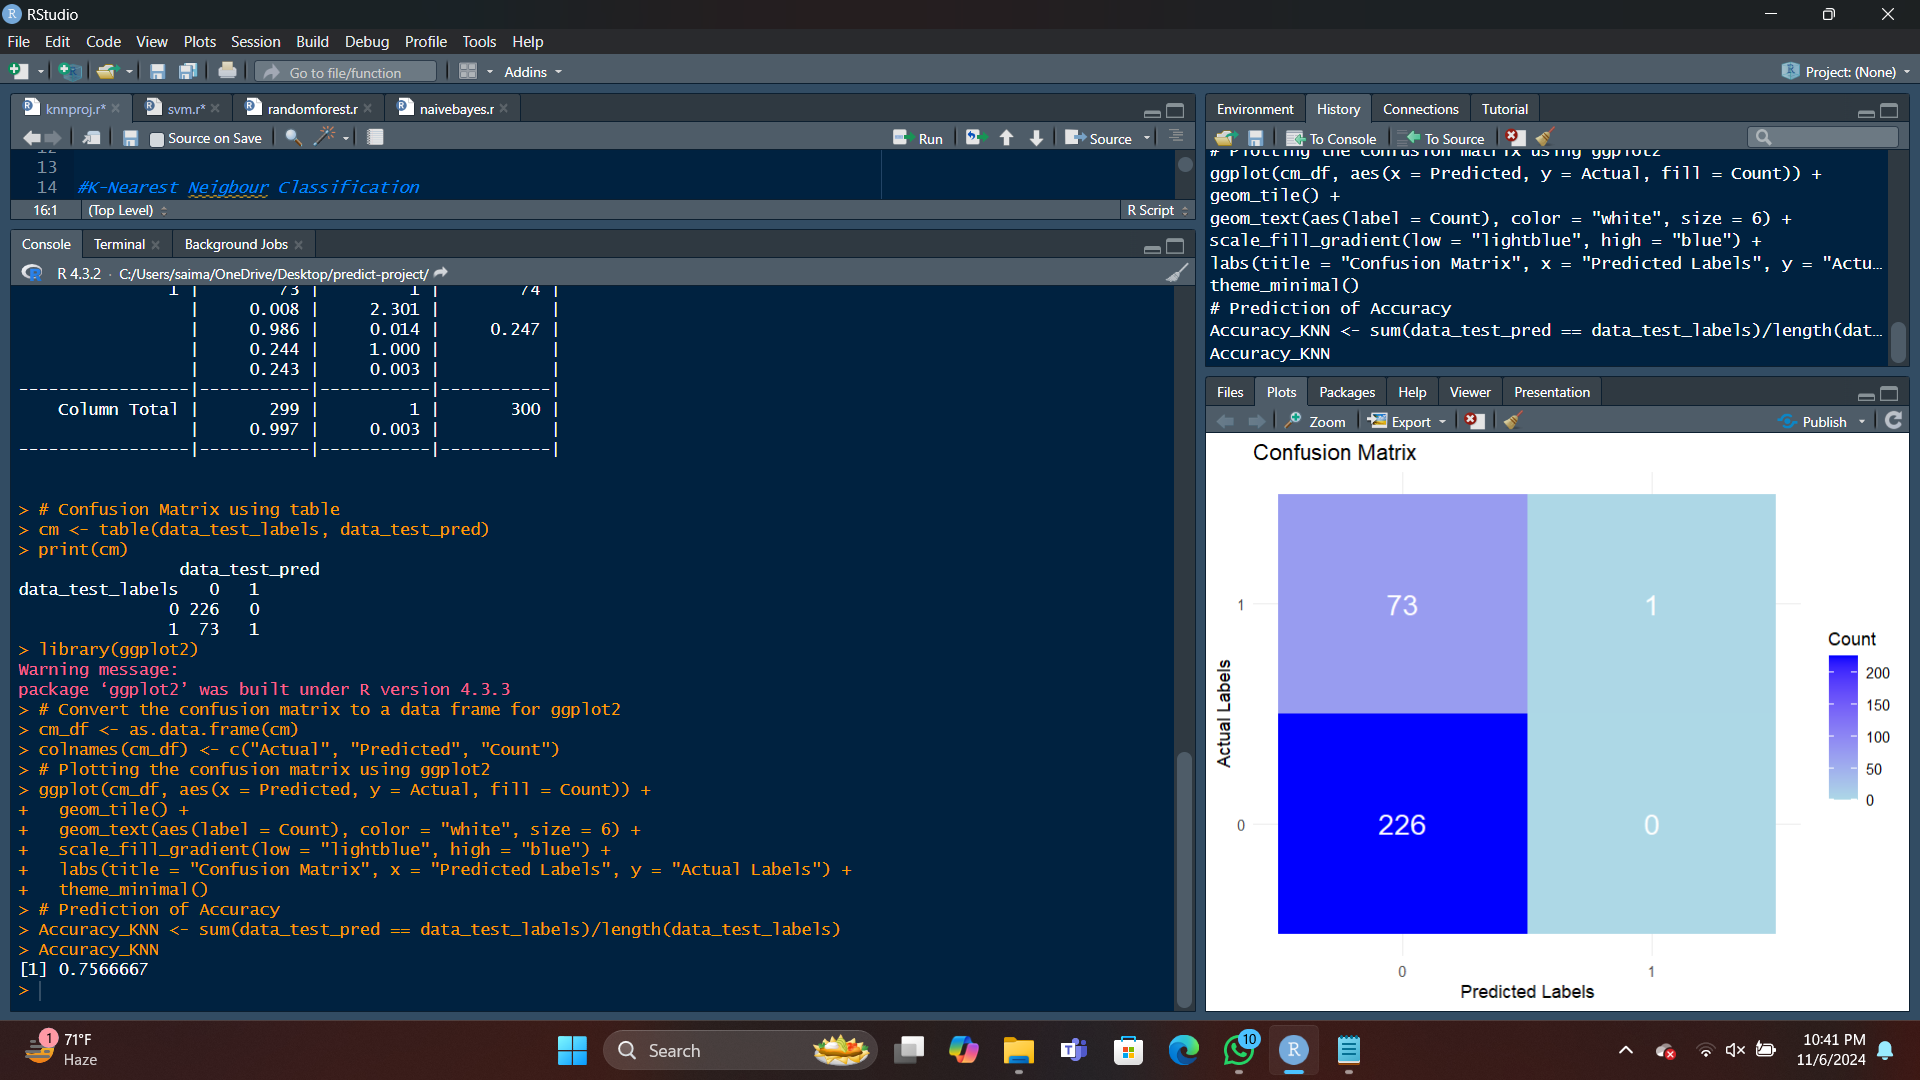 RStudio
File Edit Code View Plots Session Build Debug Profile Tools Help
Go to file/function Addins Project: (None)
knnproj.r* svm.r* randomforest.r naivebayes.r
Source on Save Run Source
12
13
14 #K-Nearest Neigbour Classification
16:1 (Top Level) R Script
Console Terminal Background Jobs
R 4.3.2 · C:/Users/saima/OneDrive/Desktop/predict-project/
1 | 73 | 1 | 74 |
| 0.008 | 2.301 | |
| 0.986 | 0.014 | 0.247 |
| 0.244 | 1.000 | |
| 0.243 | 0.003 | |
-----------------|-----------|-----------|-----------|
Column Total | 299 | 1 | 300 |
| 0.997 | 0.003 | |
-----------------|-----------|-----------|-----------|
> # Confusion Matrix using table
> cm <- table(data_test_labels, data_test_pred)
> print(cm)
data_test_pred
data_test_labels 0 1
0 226 0
1 73 1
> library(ggplot2)
Warning message:
package ‘ggplot2’ was built under R version 4.3.3
> # Convert the confusion matrix to a data frame for ggplot2
> cm_df <- as.data.frame(cm)
> colnames(cm_df) <- c("Actual", "Predicted", "Count")
> # Plotting the confusion matrix using ggplot2
> ggplot(cm_df, aes(x = Predicted, y = Actual, fill = Count)) +
+ geom_tile() +
+ geom_text(aes(label = Count), color = "white", size = 6) +
+ scale_fill_gradient(low = "lightblue", high = "blue") +
+ labs(title = "Confusion Matrix", x = "Predicted Labels", y = "Actual Labels") +
+ theme_minimal()
> # Prediction of Accuracy
> Accuracy_KNN <- sum(data_test_pred == data_test_labels)/length(data_test_labels)
> Accuracy_KNN
[1] 0.7566667
>
Environment History Connections Tutorial
To Console To Source
# Plotting the confusion matrix using ggplot2
ggplot(cm_df, aes(x = Predicted, y = Actual, fill = Count)) +
geom_tile() +
geom_text(aes(label = Count), color = "white", size = 6) +
scale_fill_gradient(low = "lightblue", high = "blue") +
labs(title = "Confusion Matrix", x = "Predicted Labels", y = "Actu...
theme_minimal()
# Prediction of Accuracy
Accuracy_KNN <- sum(data_test_pred == data_test_labels)/length(dat...
Accuracy_KNN
Files Plots Packages Help Viewer Presentation
Zoom Export Publish
Confusion Matrix
73 1
226 0
1
0
Actual Labels
0 1
Predicted Labels
Count
200
150
100
50
0
1 71°F
Haze
Search
10
10:41 PM
11/6/2024